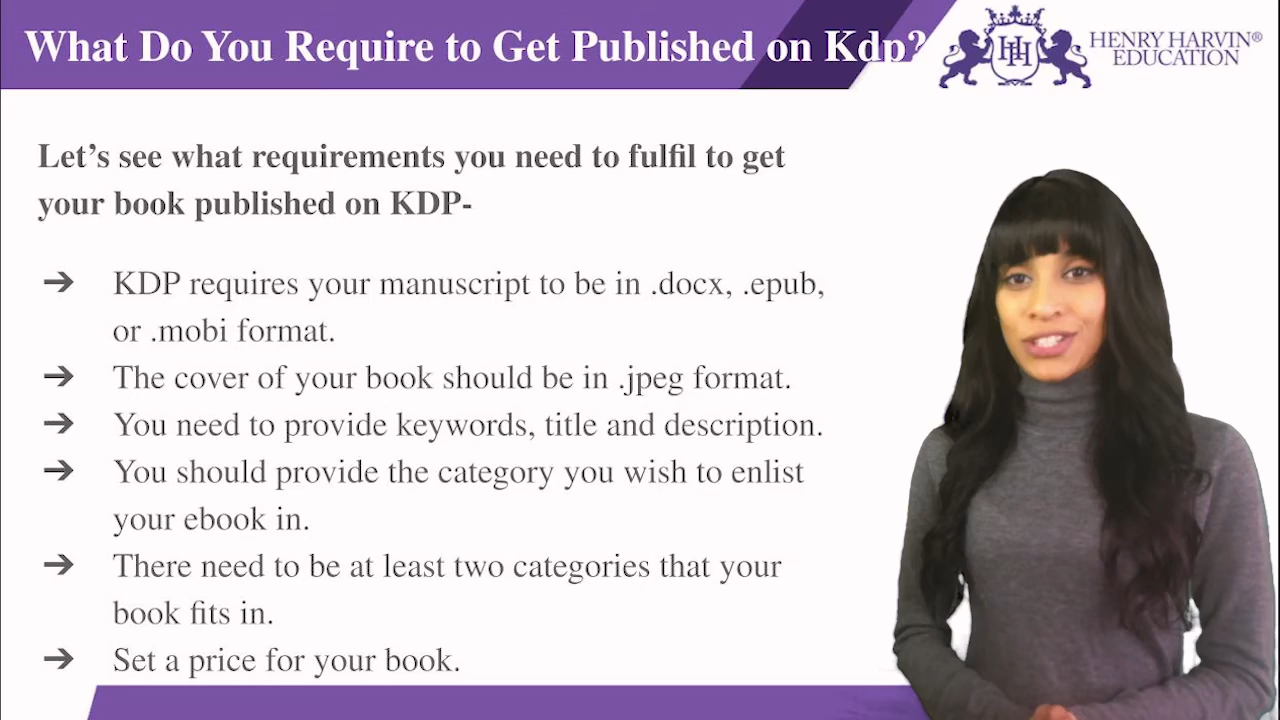 What Do You Require to Get Published on Kdp?
HENRY HARVIN®
EDUCATION
Let's see what requirements you need to fulfil to get
your book published on KDP-
➔ KDP requires your manuscript to be in .docx, .epub,
or .mobi format.
➔ The cover of your book should be in .jpeg format.
➔ You need to provide keywords, title and description.
➔ You should provide the category you wish to enlist
your ebook in.
➔ There need to be at least two categories that your
book fits in.
➔ Set a price for your book.